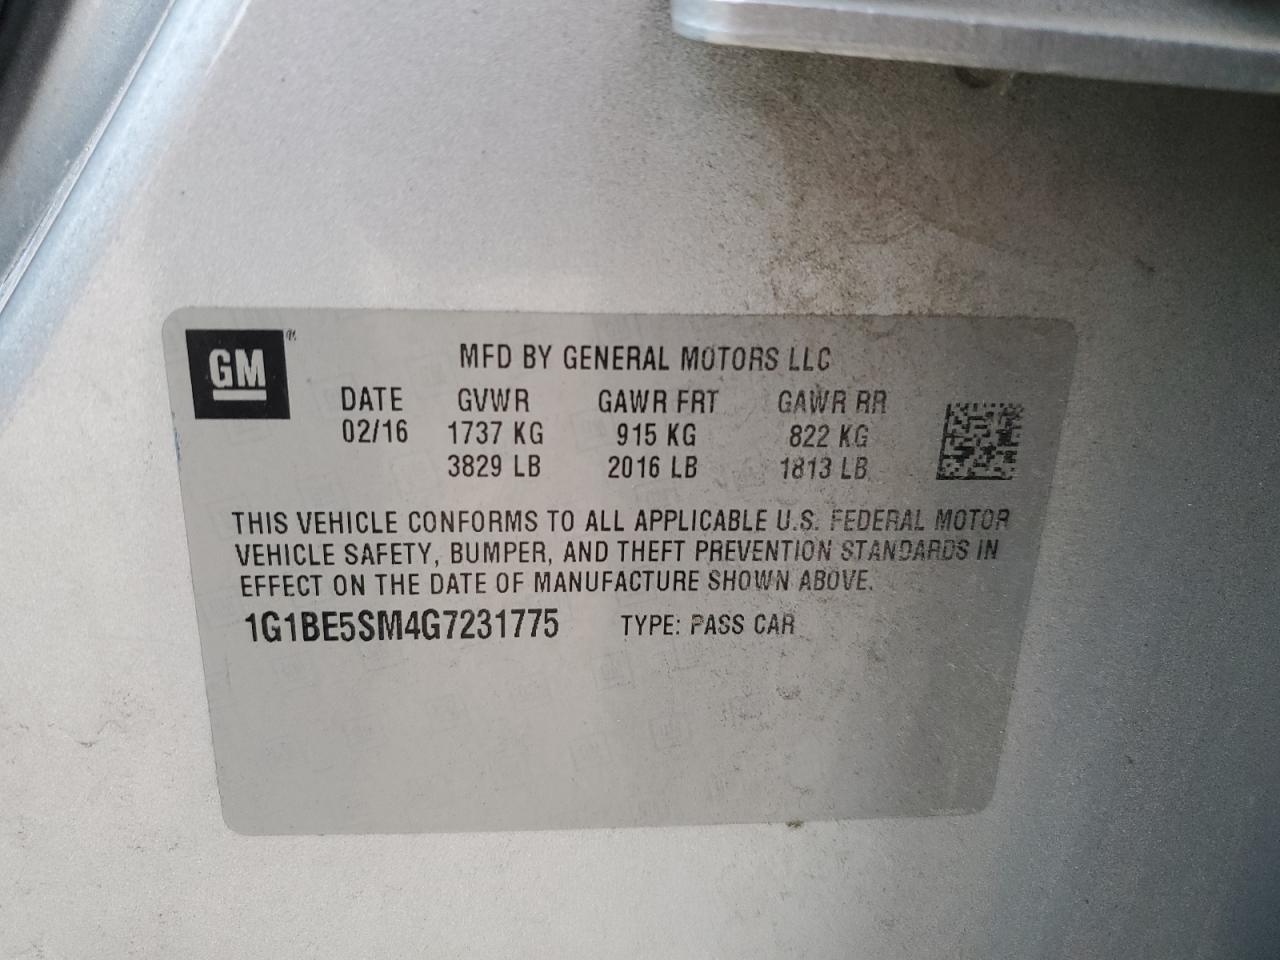 GM
MFD BY GENERAL MOTORS LLC
DATE GVWR GAWR FRT GAWR RR
02/16 1737 KG 915 KG 822 KG
3829 LB 2016 LB 1813 LB
THIS VEHICLE CONFORMS TO ALL APPLICABLE U.S. FEDERAL MOTOR
VEHICLE SAFETY, BUMPER, AND THEFT PREVENTION STANDARDS IN
EFFECT ON THE DATE OF MANUFACTURE SHOWN ABOVE.
1G1BE5SM4G7231775 TYPE: PASS CAR